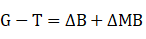 G − T = ΔB + ΔMB